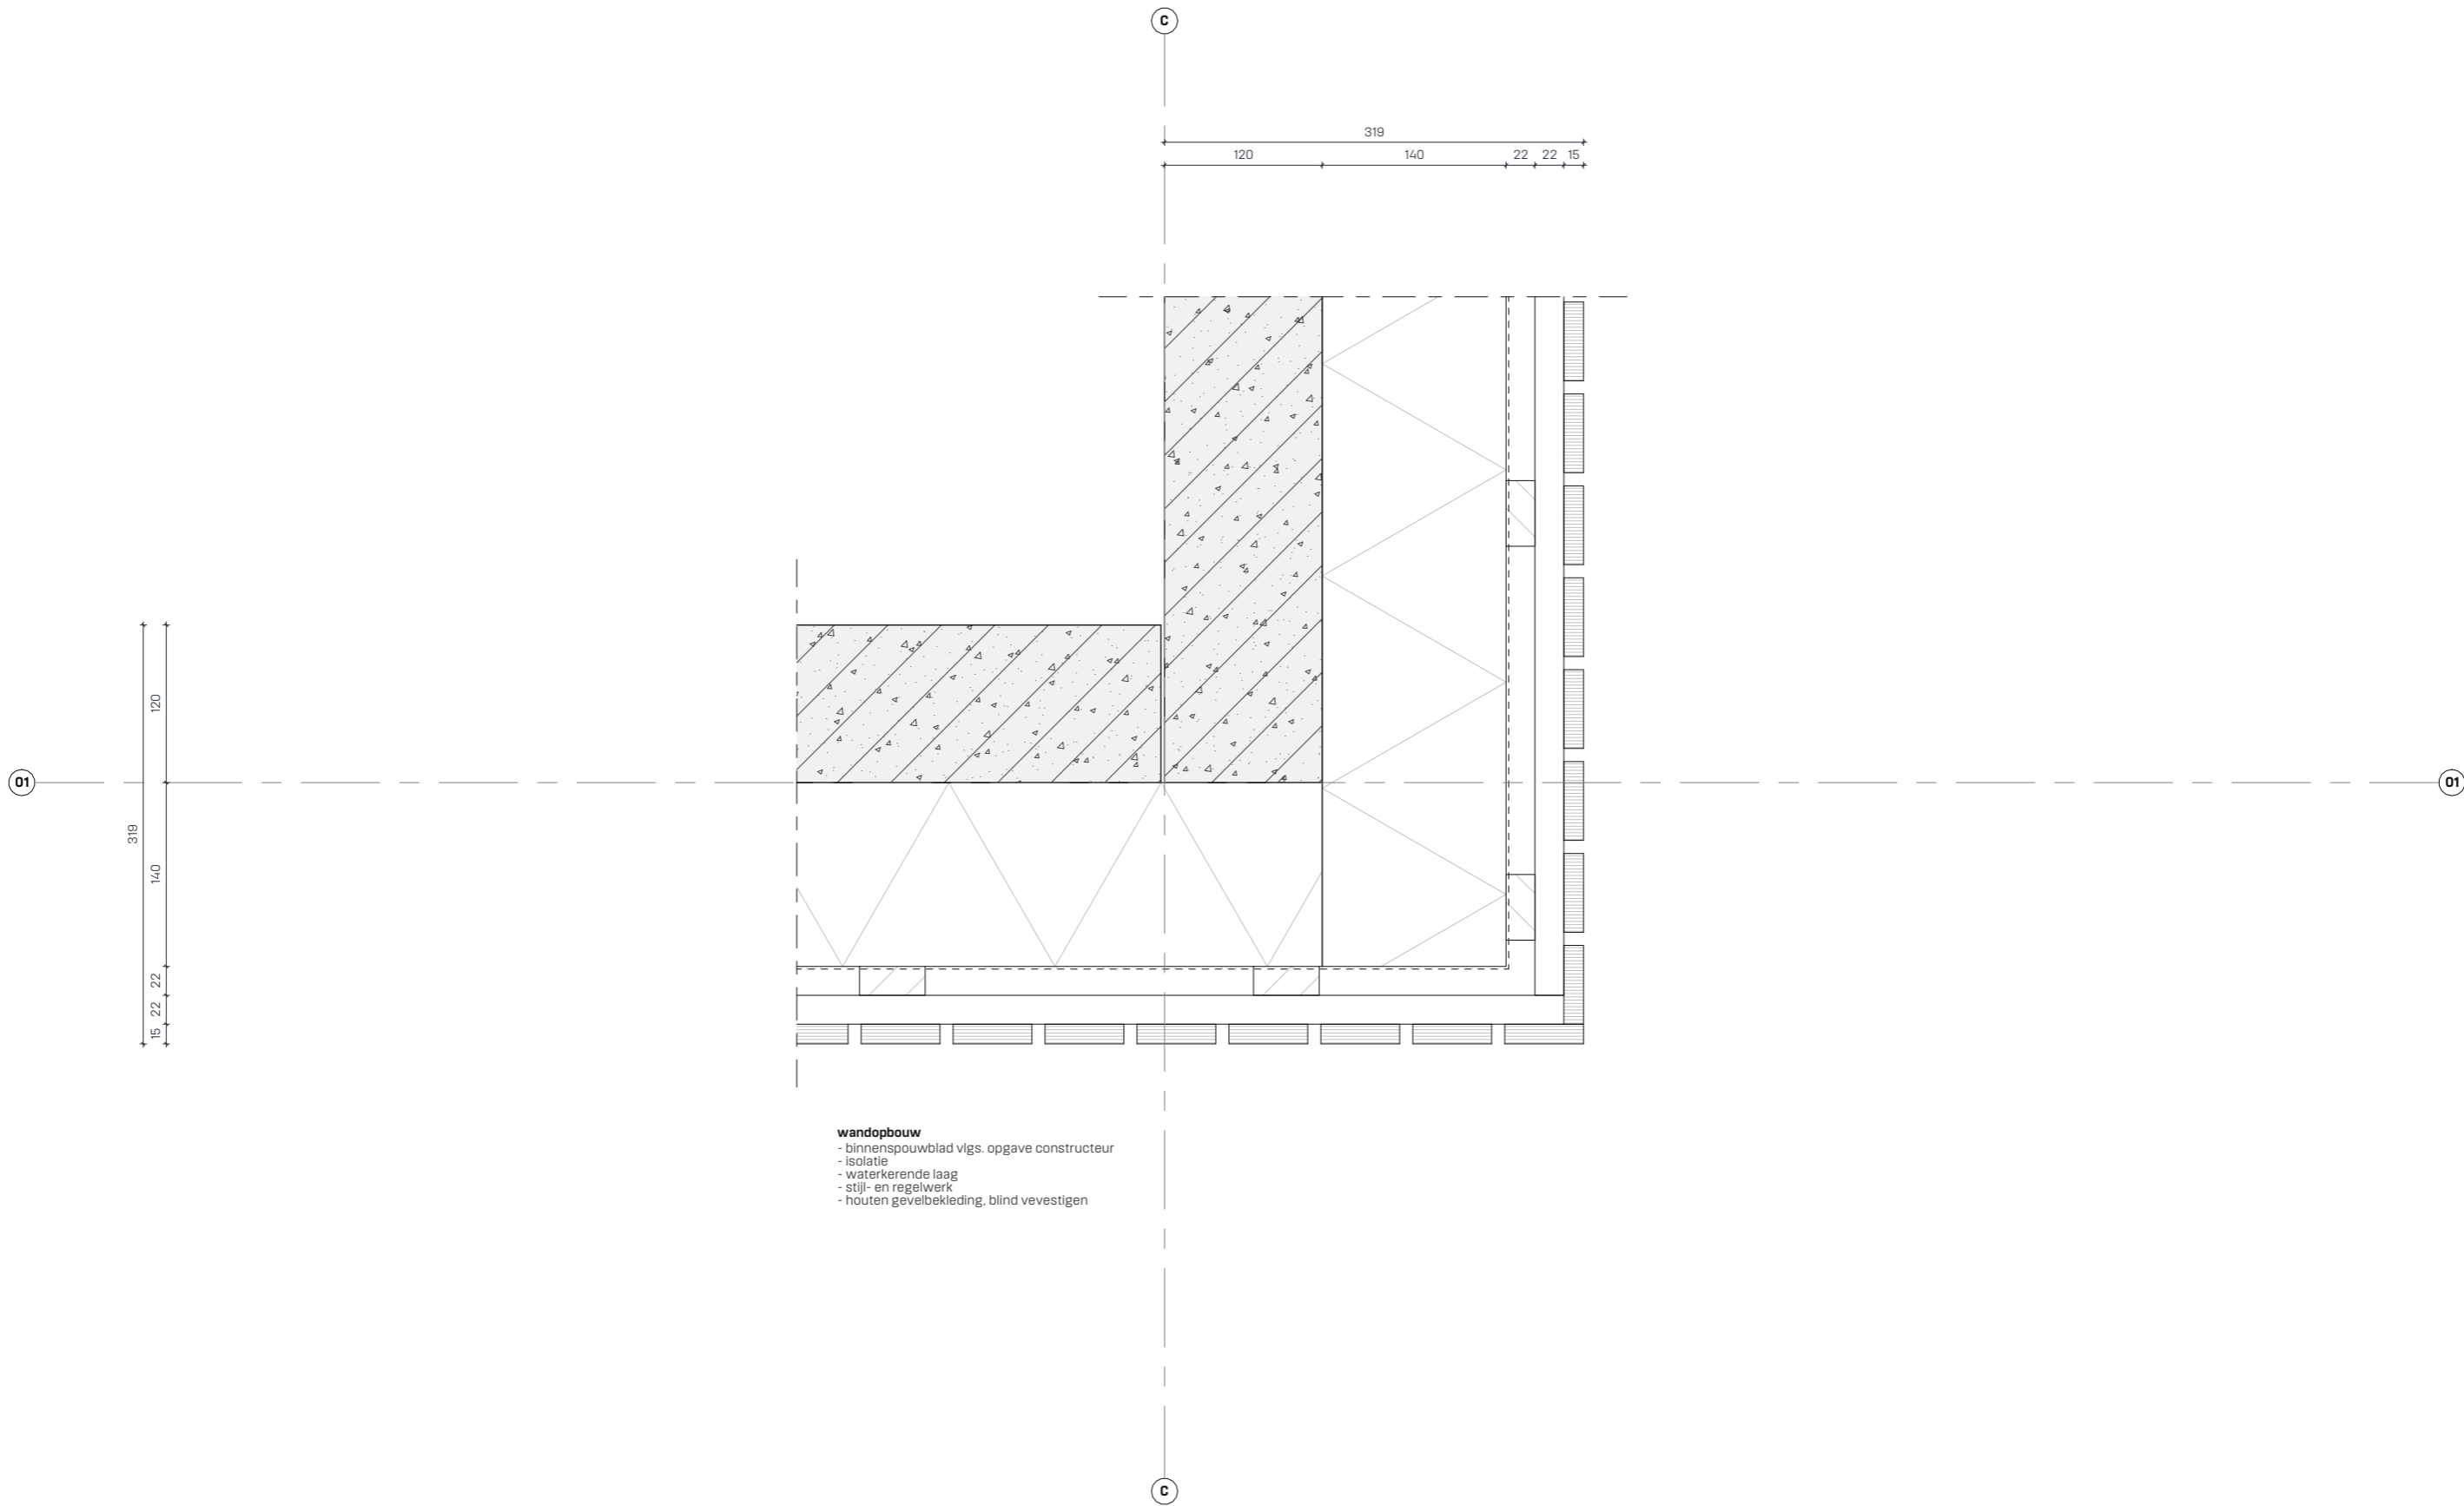 C
319
120 140 22 22 15
120
01 01
319
140
22
22
15
wandopbouw
- binnenspouwblad vlgs. opgave constructeur
- isolatie
- waterkerende laag
- stijl- en regelwerk
- houten gevelbekleding, blind vevestigen
C